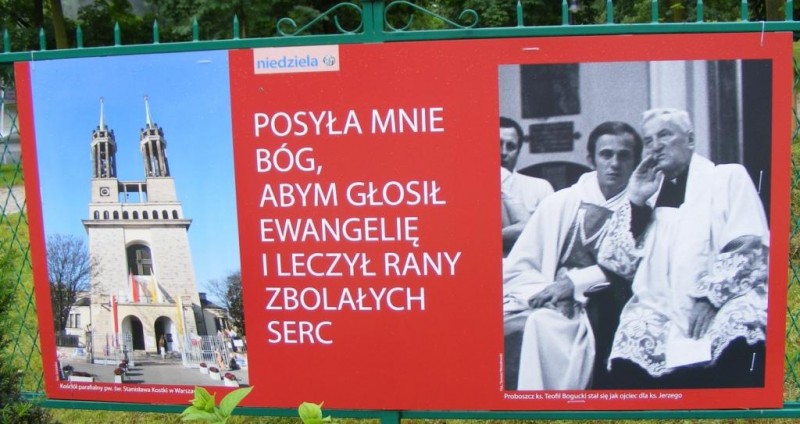 niedziela
POSYŁA MNIE
BÓG,
ABYM GŁOSIŁ
EWANGELIĘ
I LECZYŁ RANY
ZBOLAŁYCH
SERC
Kościół parafialny pw. św. Stanisława Kostki w Warszawie
Proboszcz ks. Teofil Bogucki stał się jak ojciec dla ks. Jerzego